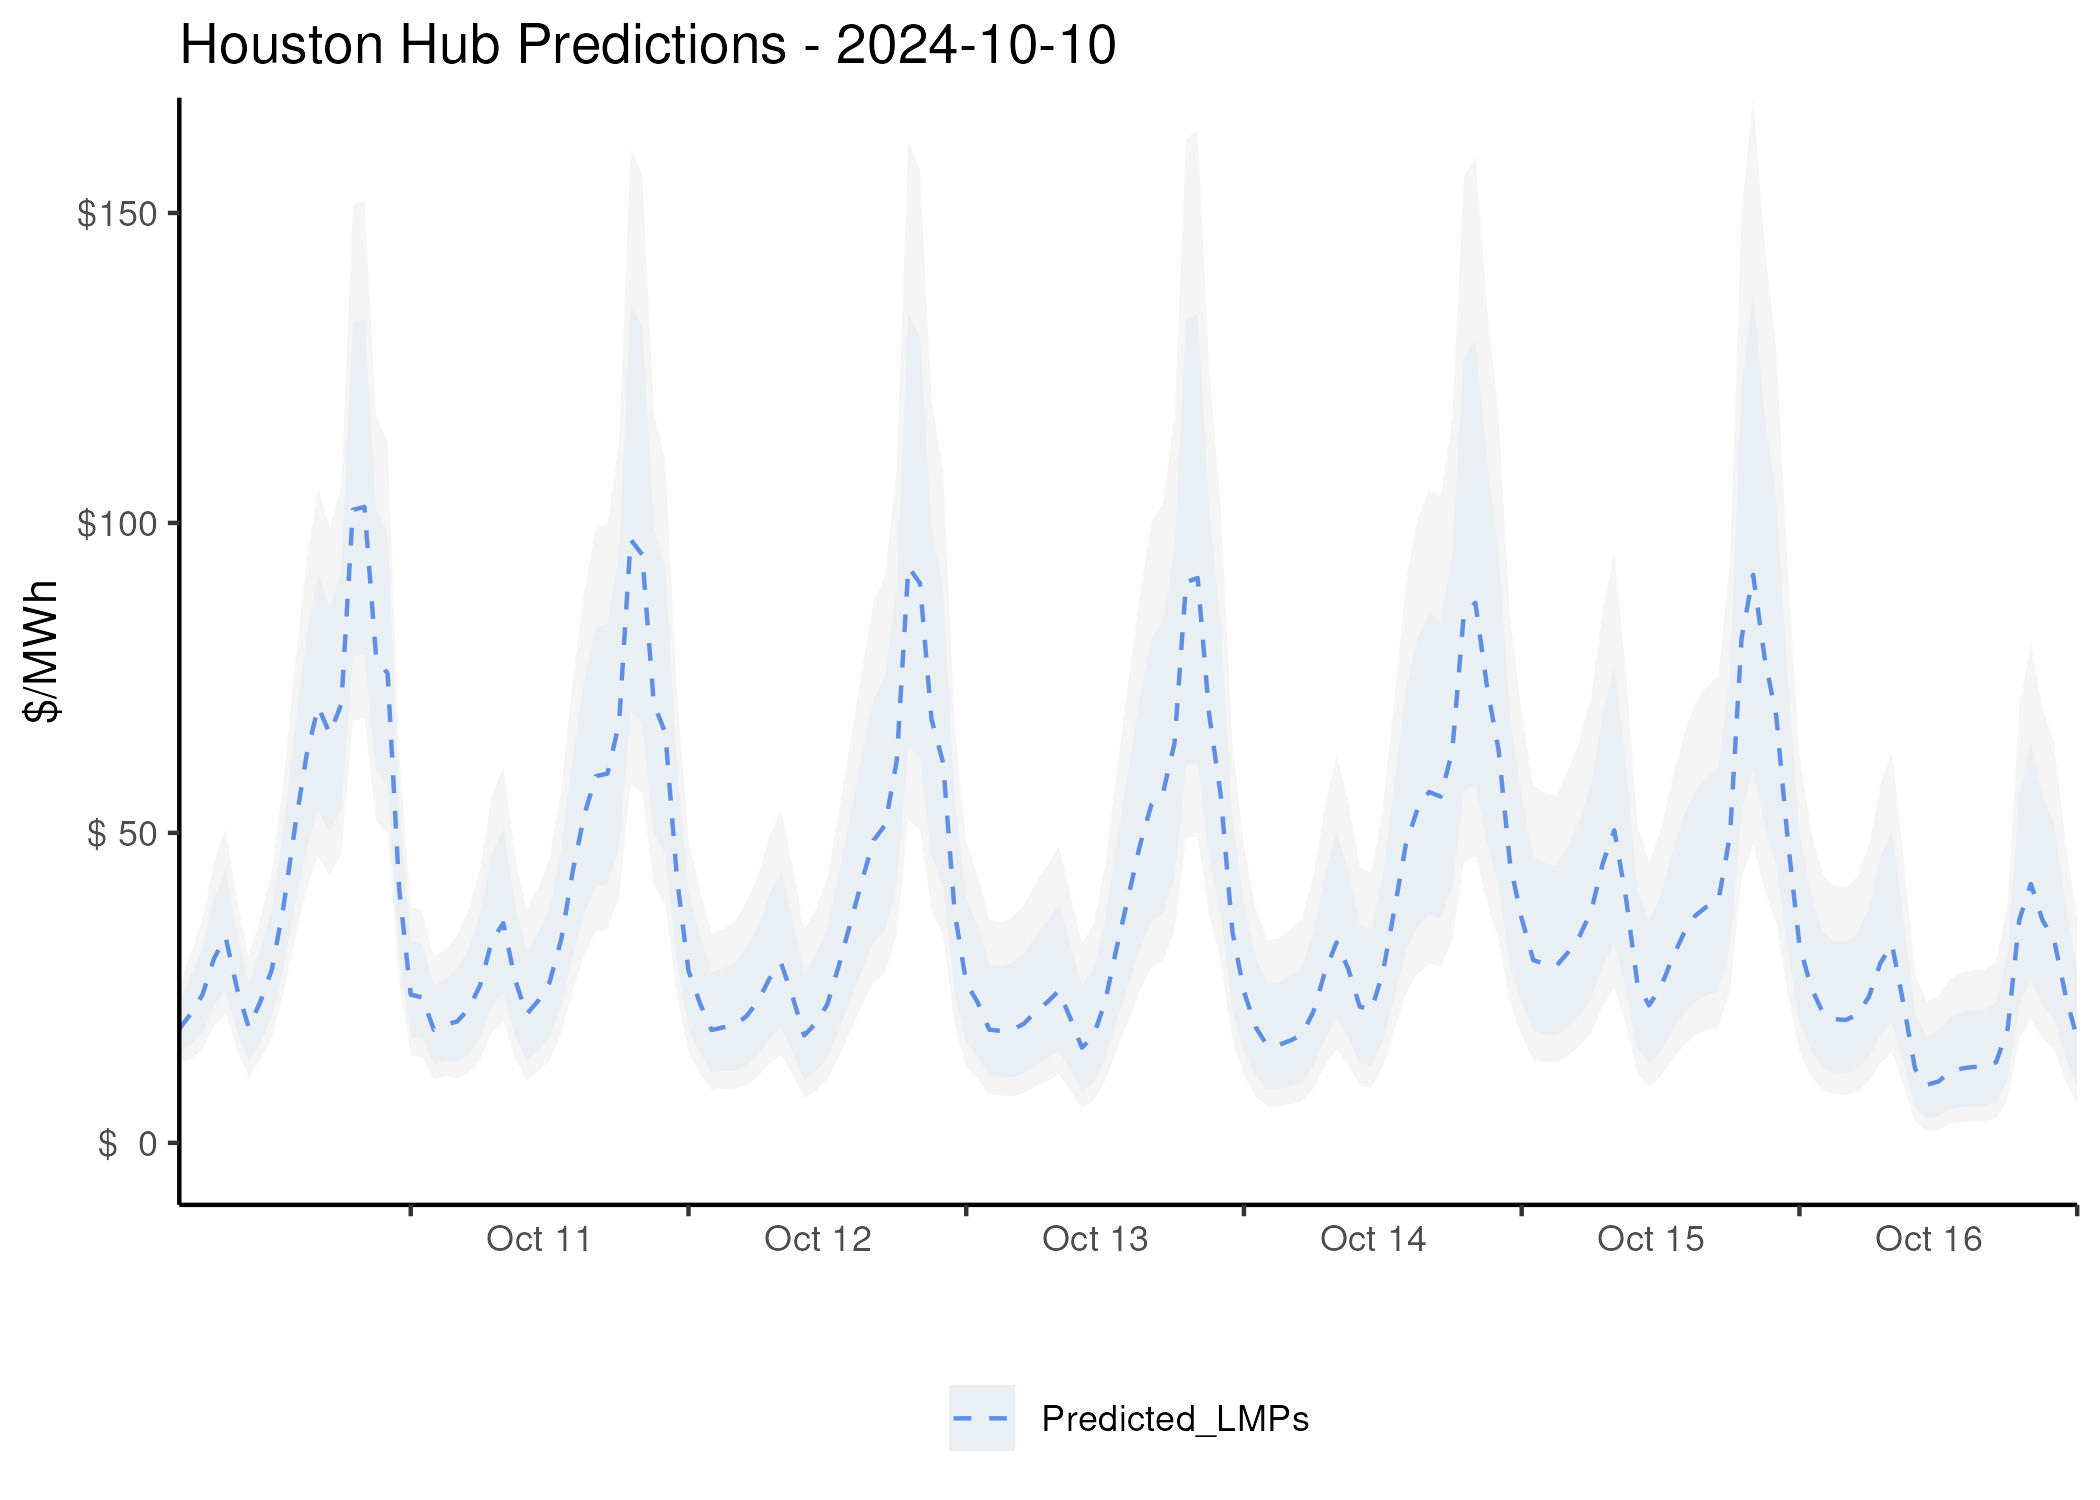 Houston Hub Predictions - 2024-10-10
$/MWh
$150
$100
$ 50
$  0
Oct 11
Oct 12
Oct 13
Oct 14
Oct 15
Oct 16
Predicted_LMPs